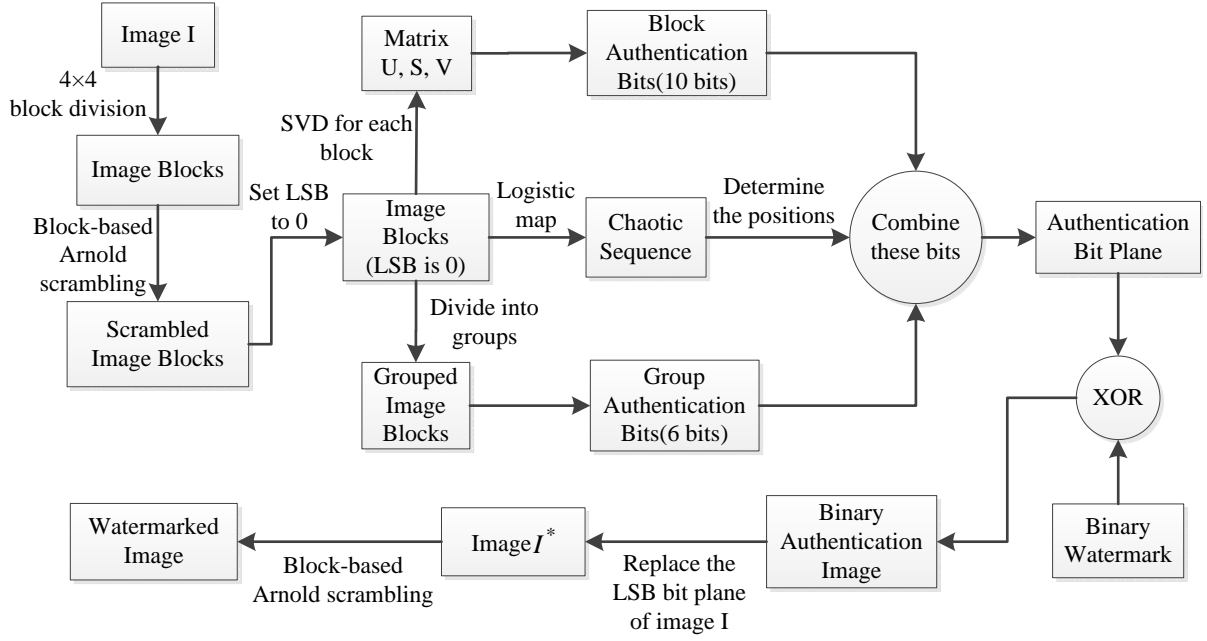 Image I
4×4
block division
Image Blocks
Block-based
Arnold
scrambling
Scrambled
Image Blocks
Set LSB
to 0
Matrix
U, S, V
SVD for each
block
Image
Blocks
(LSB is 0)
Divide into
groups
Grouped
Image
Blocks
Logistic
map
Block
Authentication
Bits(10 bits)
Chaotic
Sequence
Group
Authentication
Bits(6 bits)
Determine
the positions
Combine
these bits
Authentication
Bit Plane
XOR
Binary
Watermark
Binary
Authentication
Image
Replace the
LSB bit plane
of image I
Image I*
Block-based
Arnold scrambling
Watermarked
Image